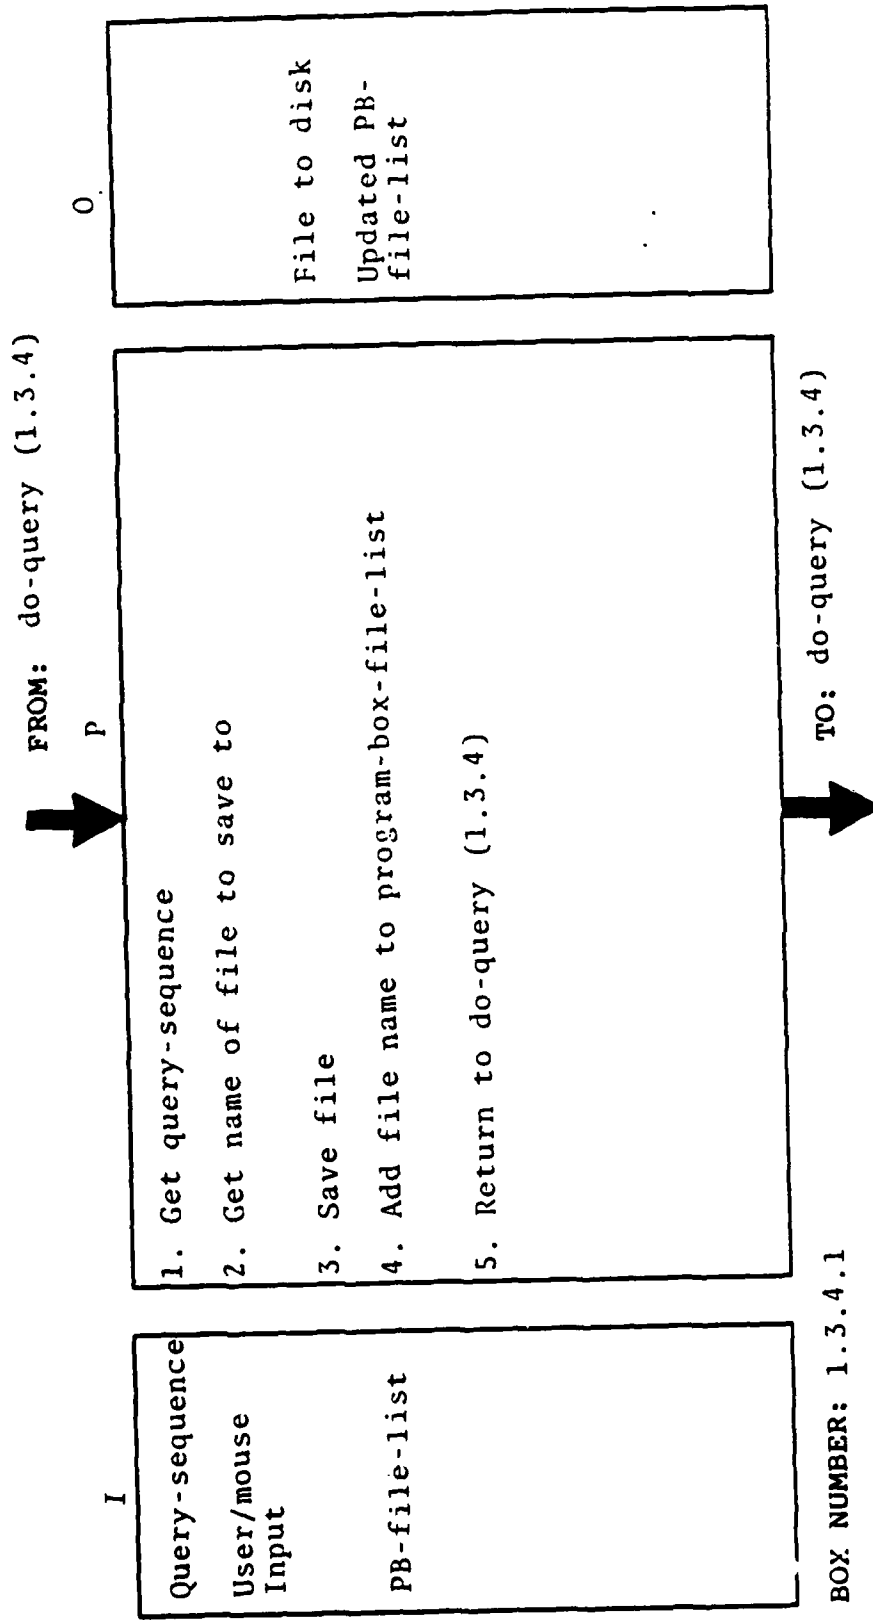 FROM: do-query (1.3.4)
I
P
O
Query-sequence
User/mouse
Input
PB-file-list
1. Get query-sequence
2. Get name of file to save to
3. Save file
4. Add file name to program-box-file-list
5. Return to do-query (1.3.4)
File to disk
Updated PB-
file-list
BOX NUMBER: 1.3.4.1
TO: do-query (1.3.4)